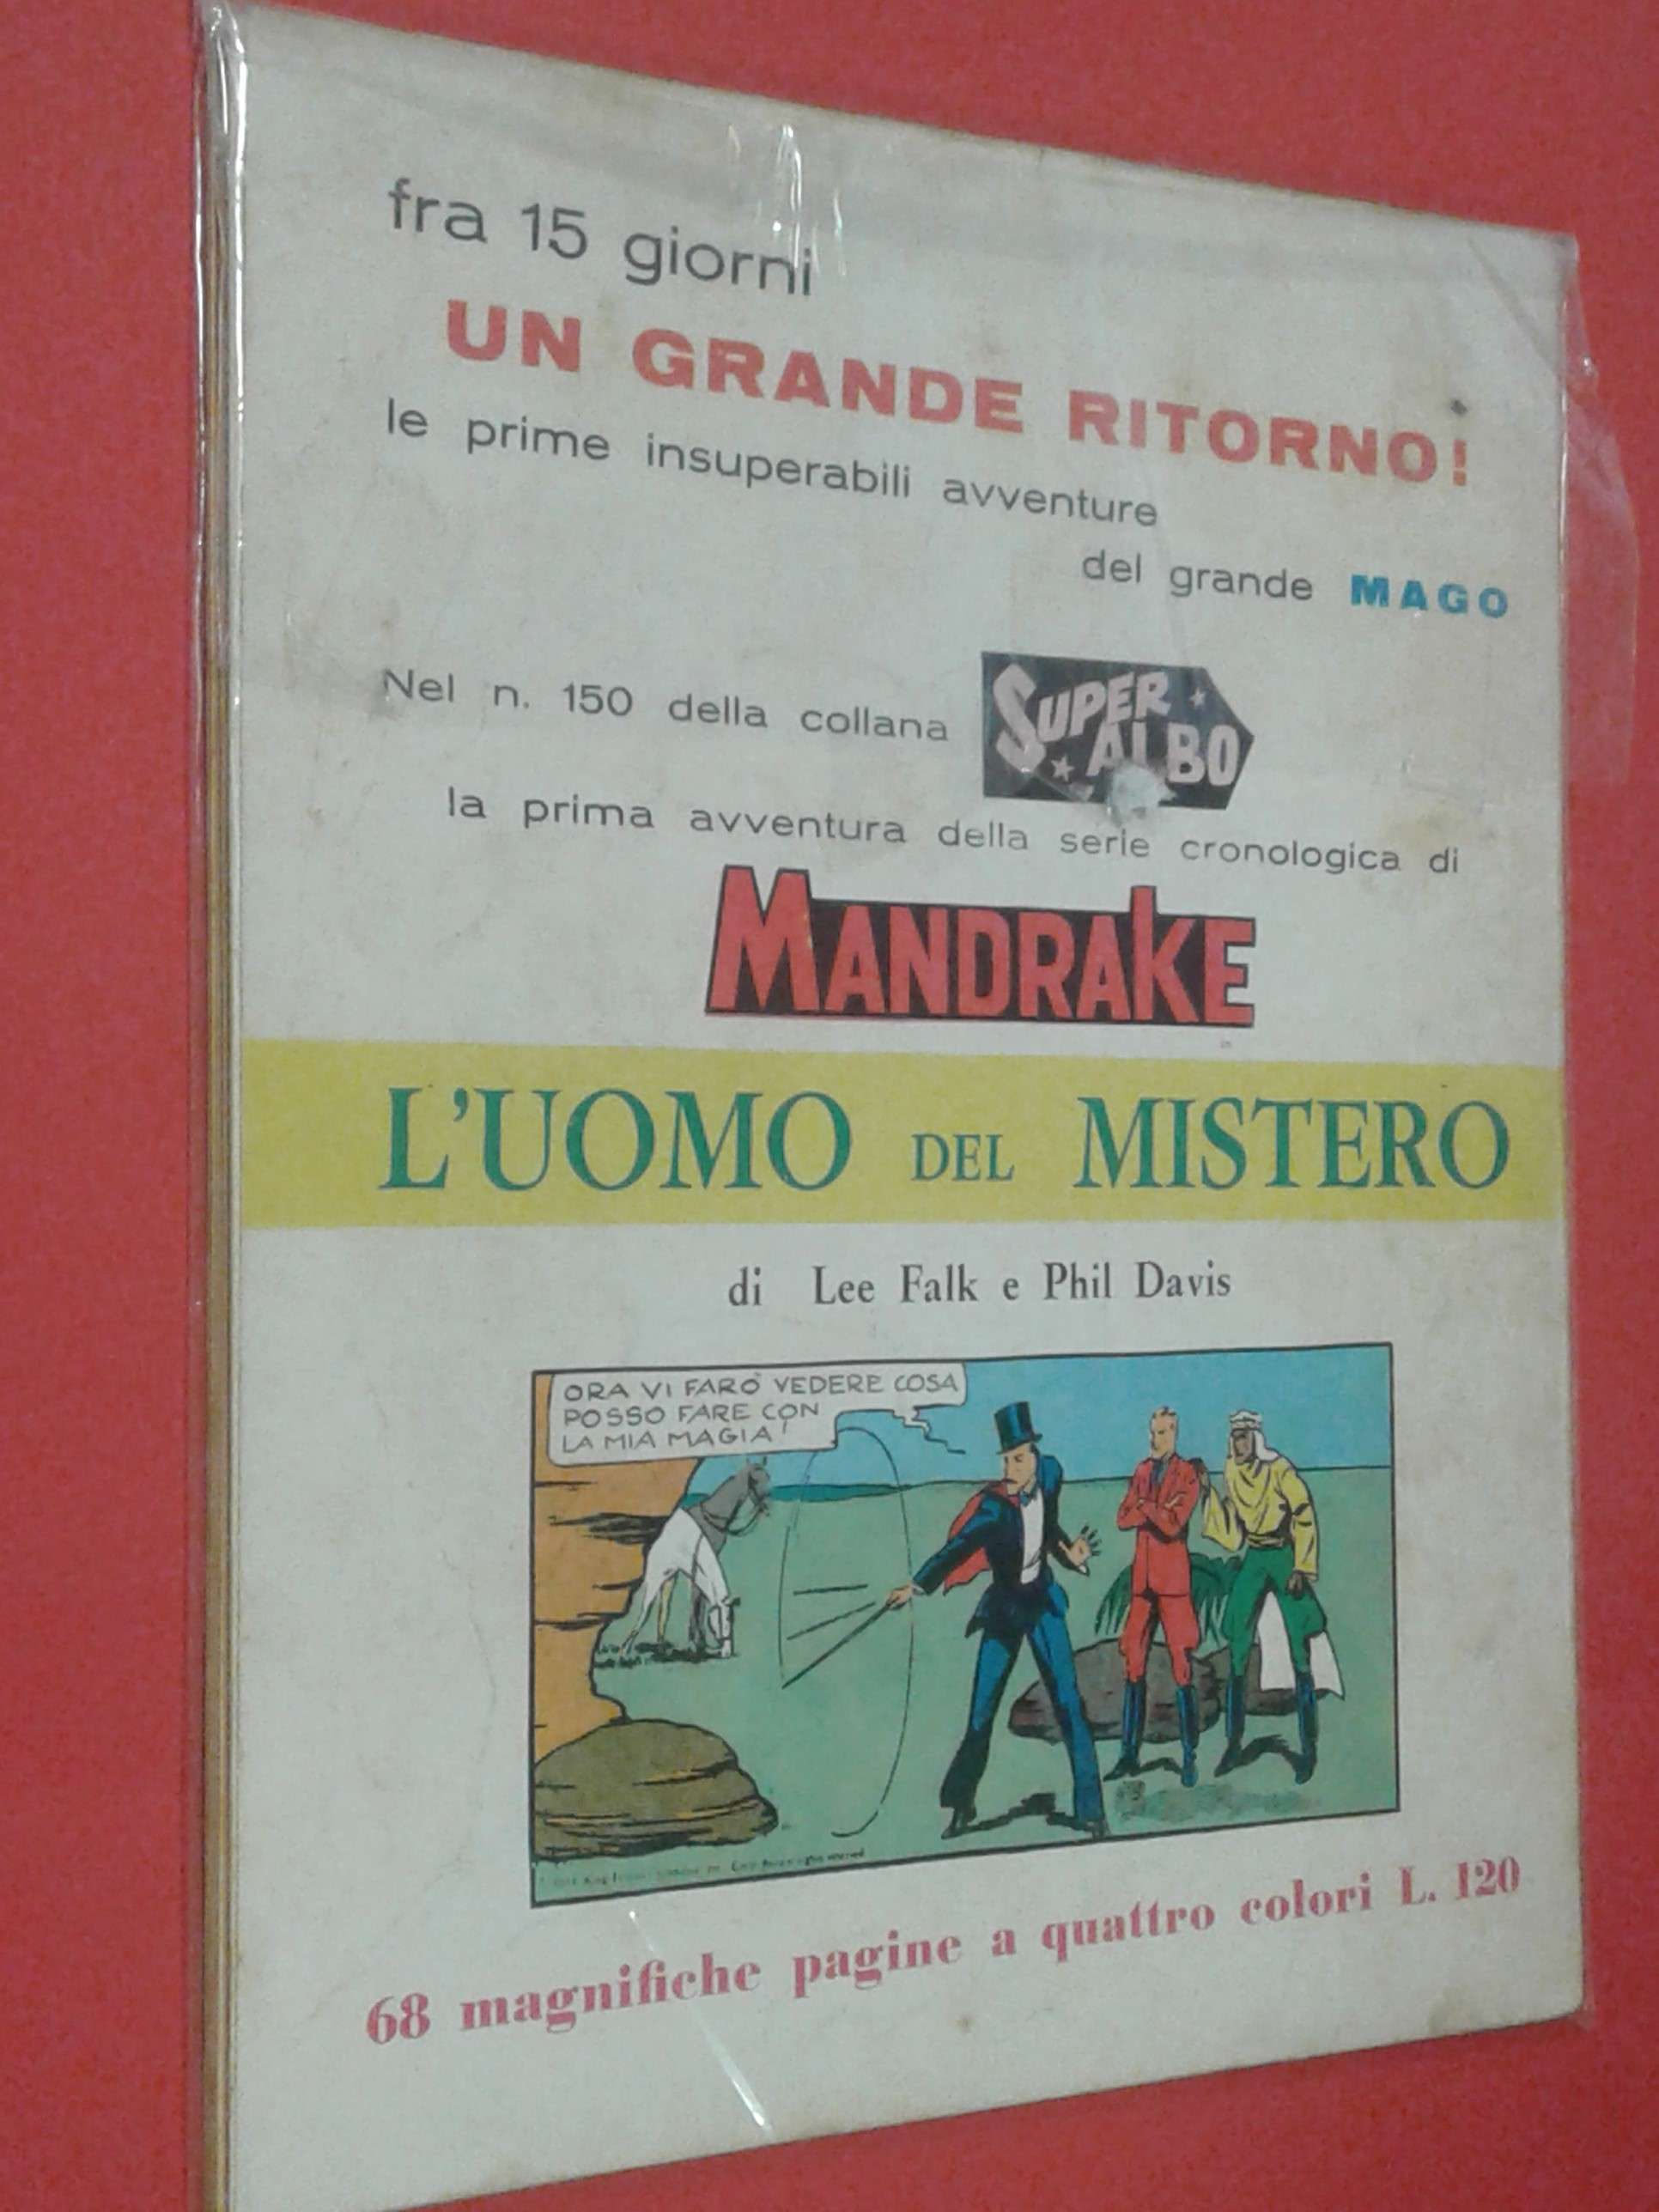 fra 15 giorni
UN GRANDE RITORNO!
le prime insuperabili avventure
del grande MAGO
Nel n. 150 della collana SUPER ALBO
la prima avventura della serie cronologica di
MANDRAKE
L'UOMO DEL MISTERO
di Lee Falk e Phil Davis
ORA VI FARÒ VEDERE COSA
POSSO FARE CON
LA MIA MAGIA!
68 magnifiche pagine a quattro colori L. 120